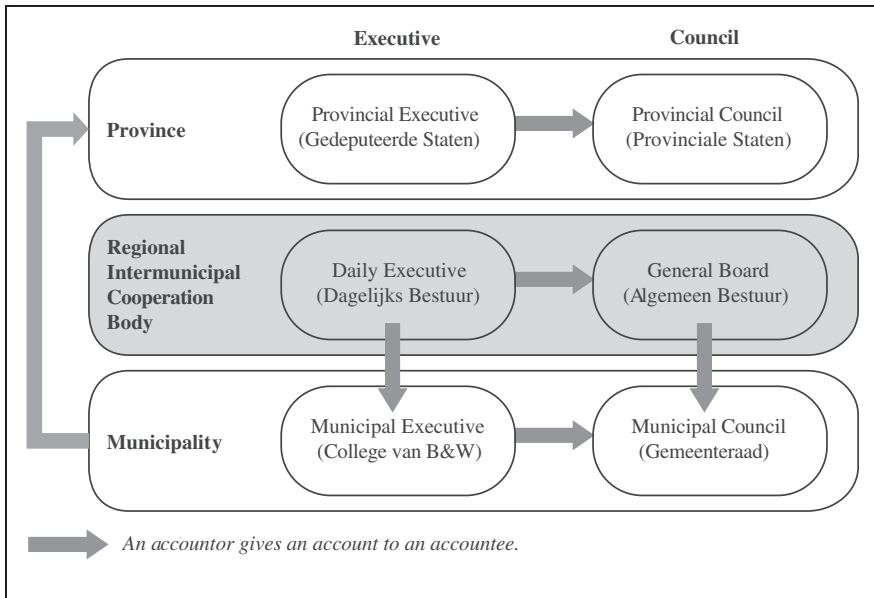 Executive
Council
Province
Provincial Executive
(Gedeputeerde Staten)
Provincial Council
(Provinciale Staten)
Regional
Intermunicipal
Cooperation
Body
Daily Executive
(Dagelijks Bestuur)
General Board
(Algemeen Bestuur)
Municipality
Municipal Executive
(College van B&W)
Municipal Council
(Gemeenteraad)
An accountor gives an account to an accountee.